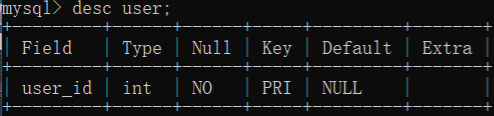 mysql> desc user;
+---------+------+------+-----+---------+-------+
| Field   | Type | Null | Key | Default | Extra |
+---------+------+------+-----+---------+-------+
| user_id | int  | NO   | PRI | NULL    |       |
+---------+------+------+-----+---------+-------+